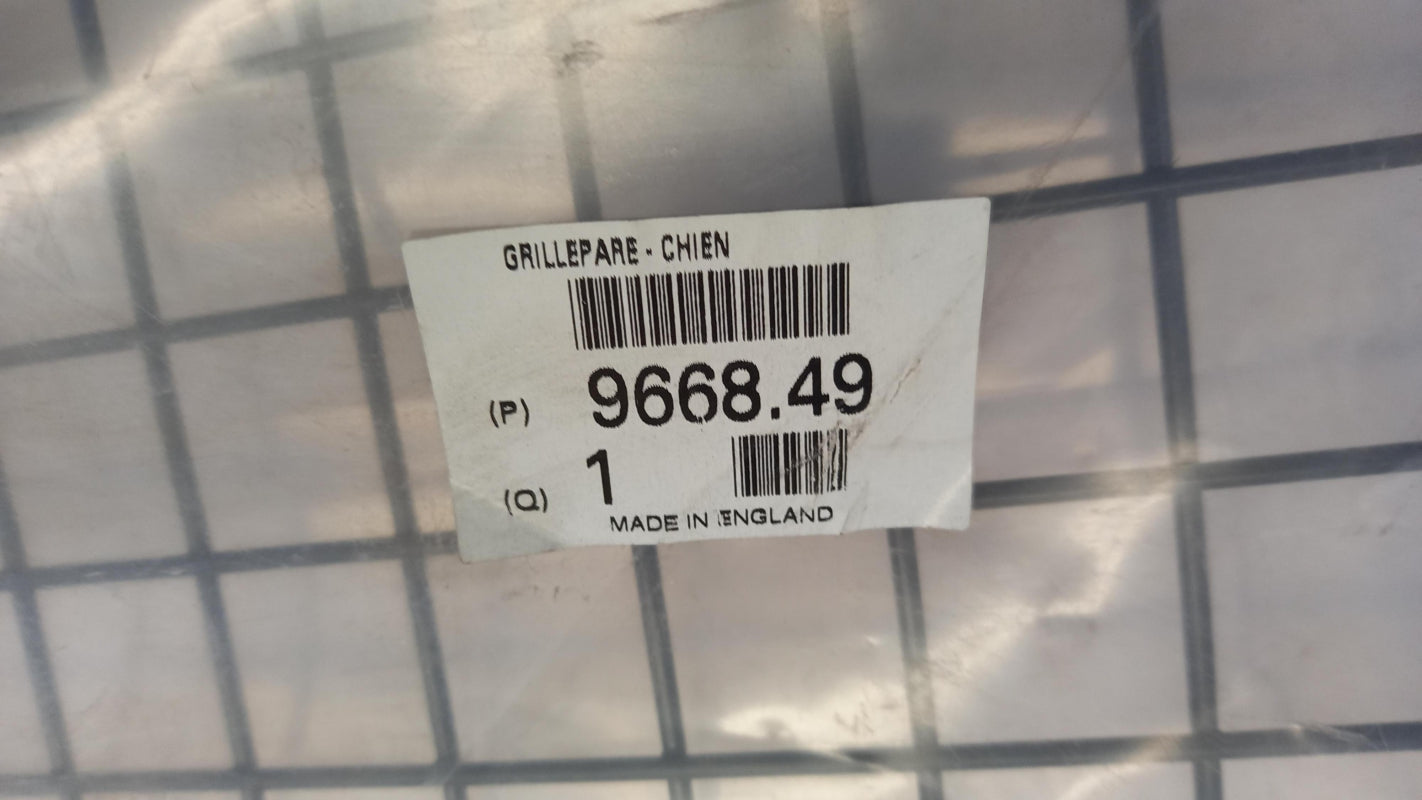 GRILLEPARE - CHIEN
(P) 9668.49
(Q) 1
MADE IN ENGLAND